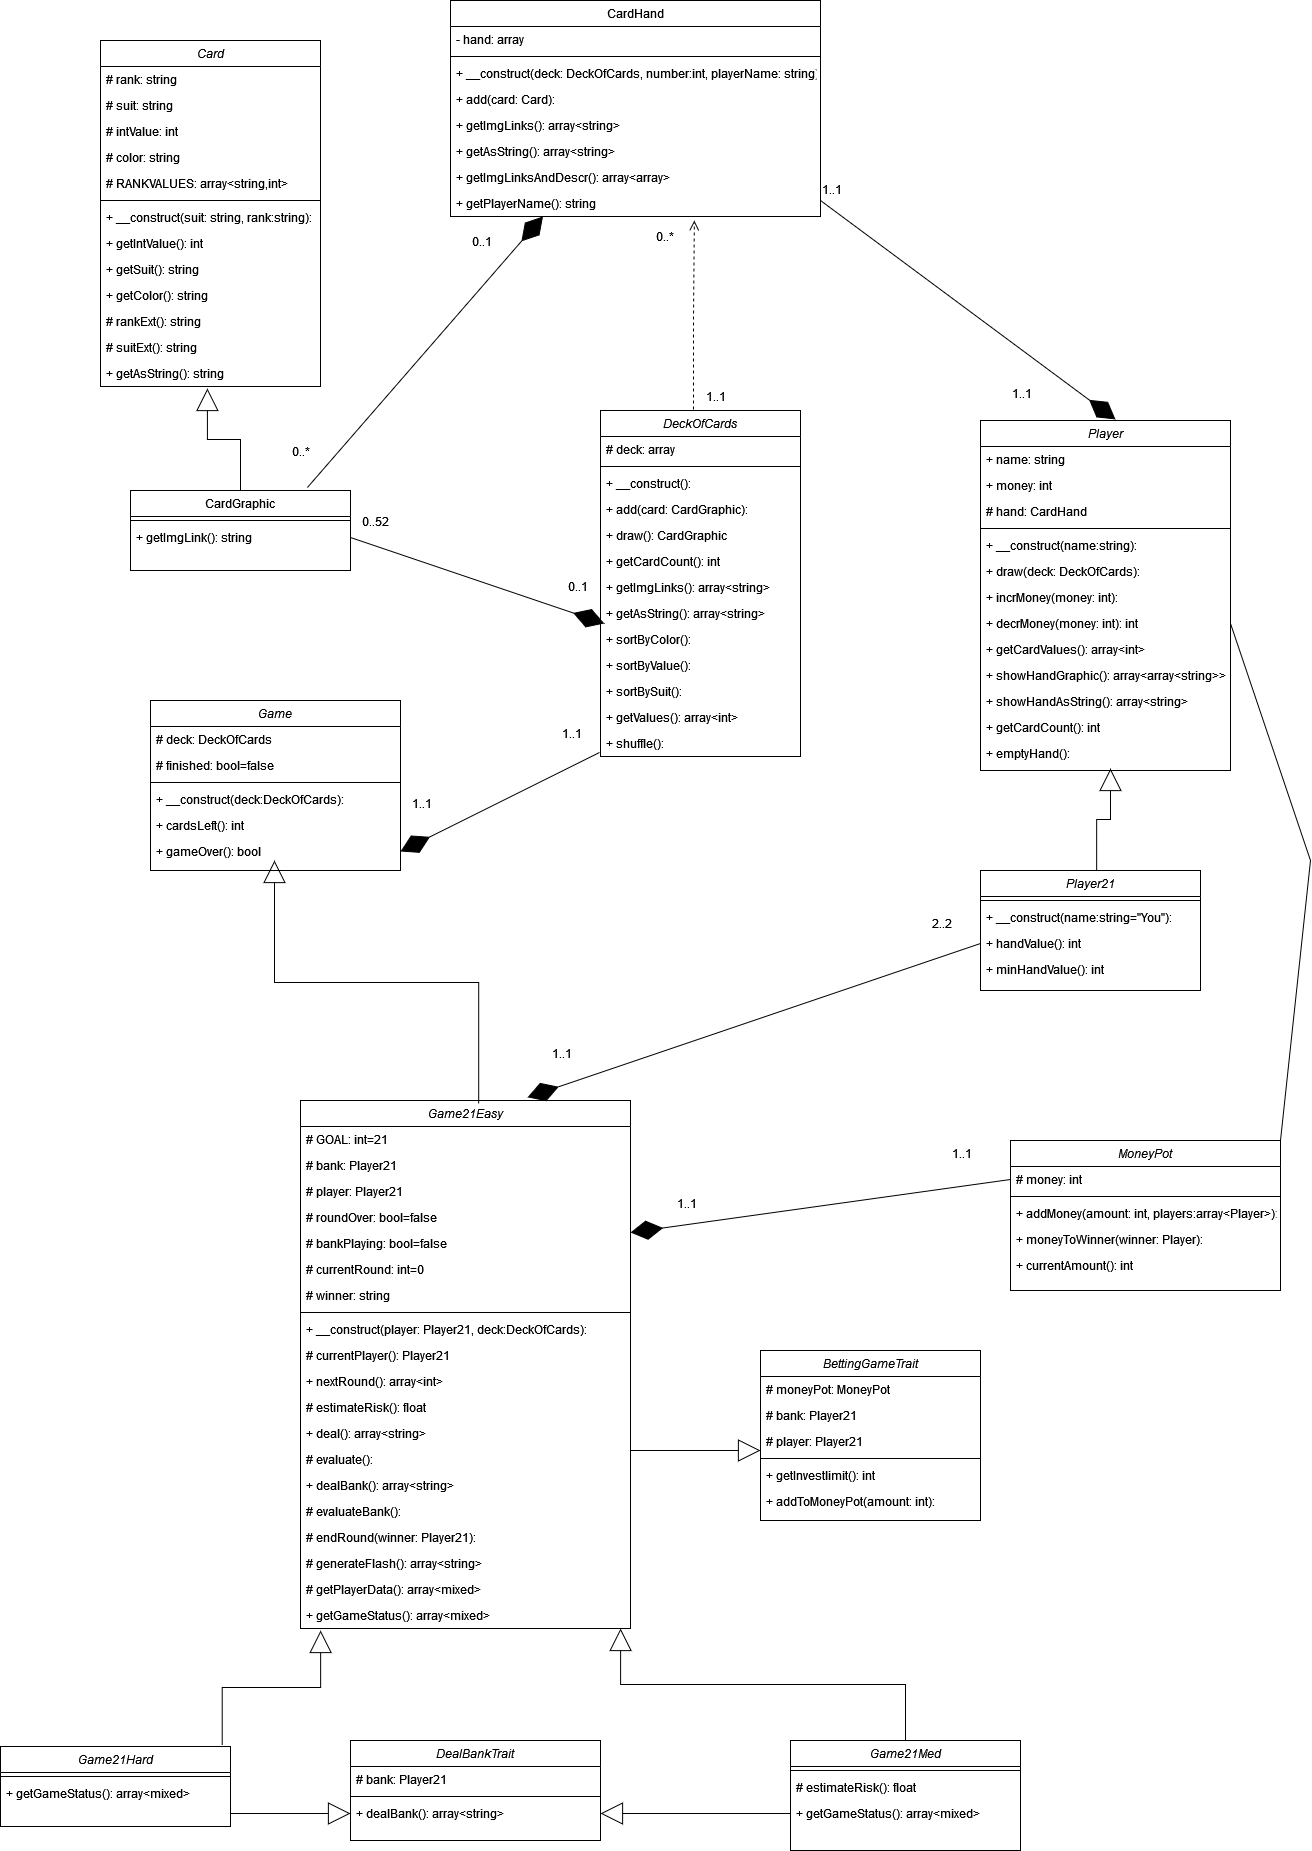 CardHand
- hand: array
+ __construct(deck: DeckOfCards, number:int, playerName: string)
+ add(card: Card):
+ getImgLinks(): array<string>
+ getAsString(): array<string>
+ getImgLinksAndDescr(): array<array>
+ getPlayerName(): string
Card
# rank: string
# suit: string
# intValue: int
# color: string
# RANKVALUES: array<string,int>
+ __construct(suit: string, rank:string):
+ getIntValue(): int
+ getSuit(): string
+ getColor(): string
# rankExt(): string
# suitExt(): string
+ getAsString(): string
0..1
0..*
1..1
0..*
1..1
1..1
CardGraphic
+ getImgLink(): string
0..52
0..1
DeckOfCards
# deck: array
+ __construct():
+ add(card: CardGraphic):
+ draw(): CardGraphic
+ getCardCount(): int
+ getImgLinks(): array<string>
+ getAsString(): array<string>
+ sortByColor():
+ sortByValue():
+ sortBySuit():
+ getValues(): array<int>
+ shuffle():
Player
+ name: string
+ money: int
# hand: CardHand
+ __construct(name:string):
+ draw(deck: DeckOfCards):
+ incrMoney(money: int):
+ decrMoney(money: int): int
+ getCardValues(): array<int>
+ showHandGraphic(): array<array<string>>
+ showHandAsString(): array<string>
+ getCardCount(): int
+ emptyHand():
Game
# deck: DeckOfCards
# finished: bool=false
+ __construct(deck:DeckOfCards):
+ cardsLeft(): int
+ gameOver(): bool
1..1
1..1
Player21
+ __construct(name:string="You"):
+ handValue(): int
+ minHandValue(): int
2..2
1..1
Game21Easy
# GOAL: int=21
# bank: Player21
# player: Player21
# roundOver: bool=false
# bankPlaying: bool=false
# currentRound: int=0
# winner: string
+ __construct(player: Player21, deck:DeckOfCards):
# currentPlayer(): Player21
+ nextRound(): array<int>
# estimateRisk(): float
+ deal(): array<string>
# evaluate():
+ dealBank(): array<string>
# evaluateBank():
# endRound(winner: Player21):
# generateFlash(): array<string>
# getPlayerData(): array<mixed>
+ getGameStatus(): array<mixed>
1..1
1..1
MoneyPot
# money: int
+ addMoney(amount: int, players:array<Player>):
+ moneyToWinner(winner: Player):
+ currentAmount(): int
BettingGameTrait
# moneyPot: MoneyPot
# bank: Player21
# player: Player21
+ getInvestlimit(): int
+ addToMoneyPot(amount: int):
Game21Hard
+ getGameStatus(): array<mixed>
DealBankTrait
# bank: Player21
+ dealBank(): array<string>
Game21Med
# estimateRisk(): float
+ getGameStatus(): array<mixed>